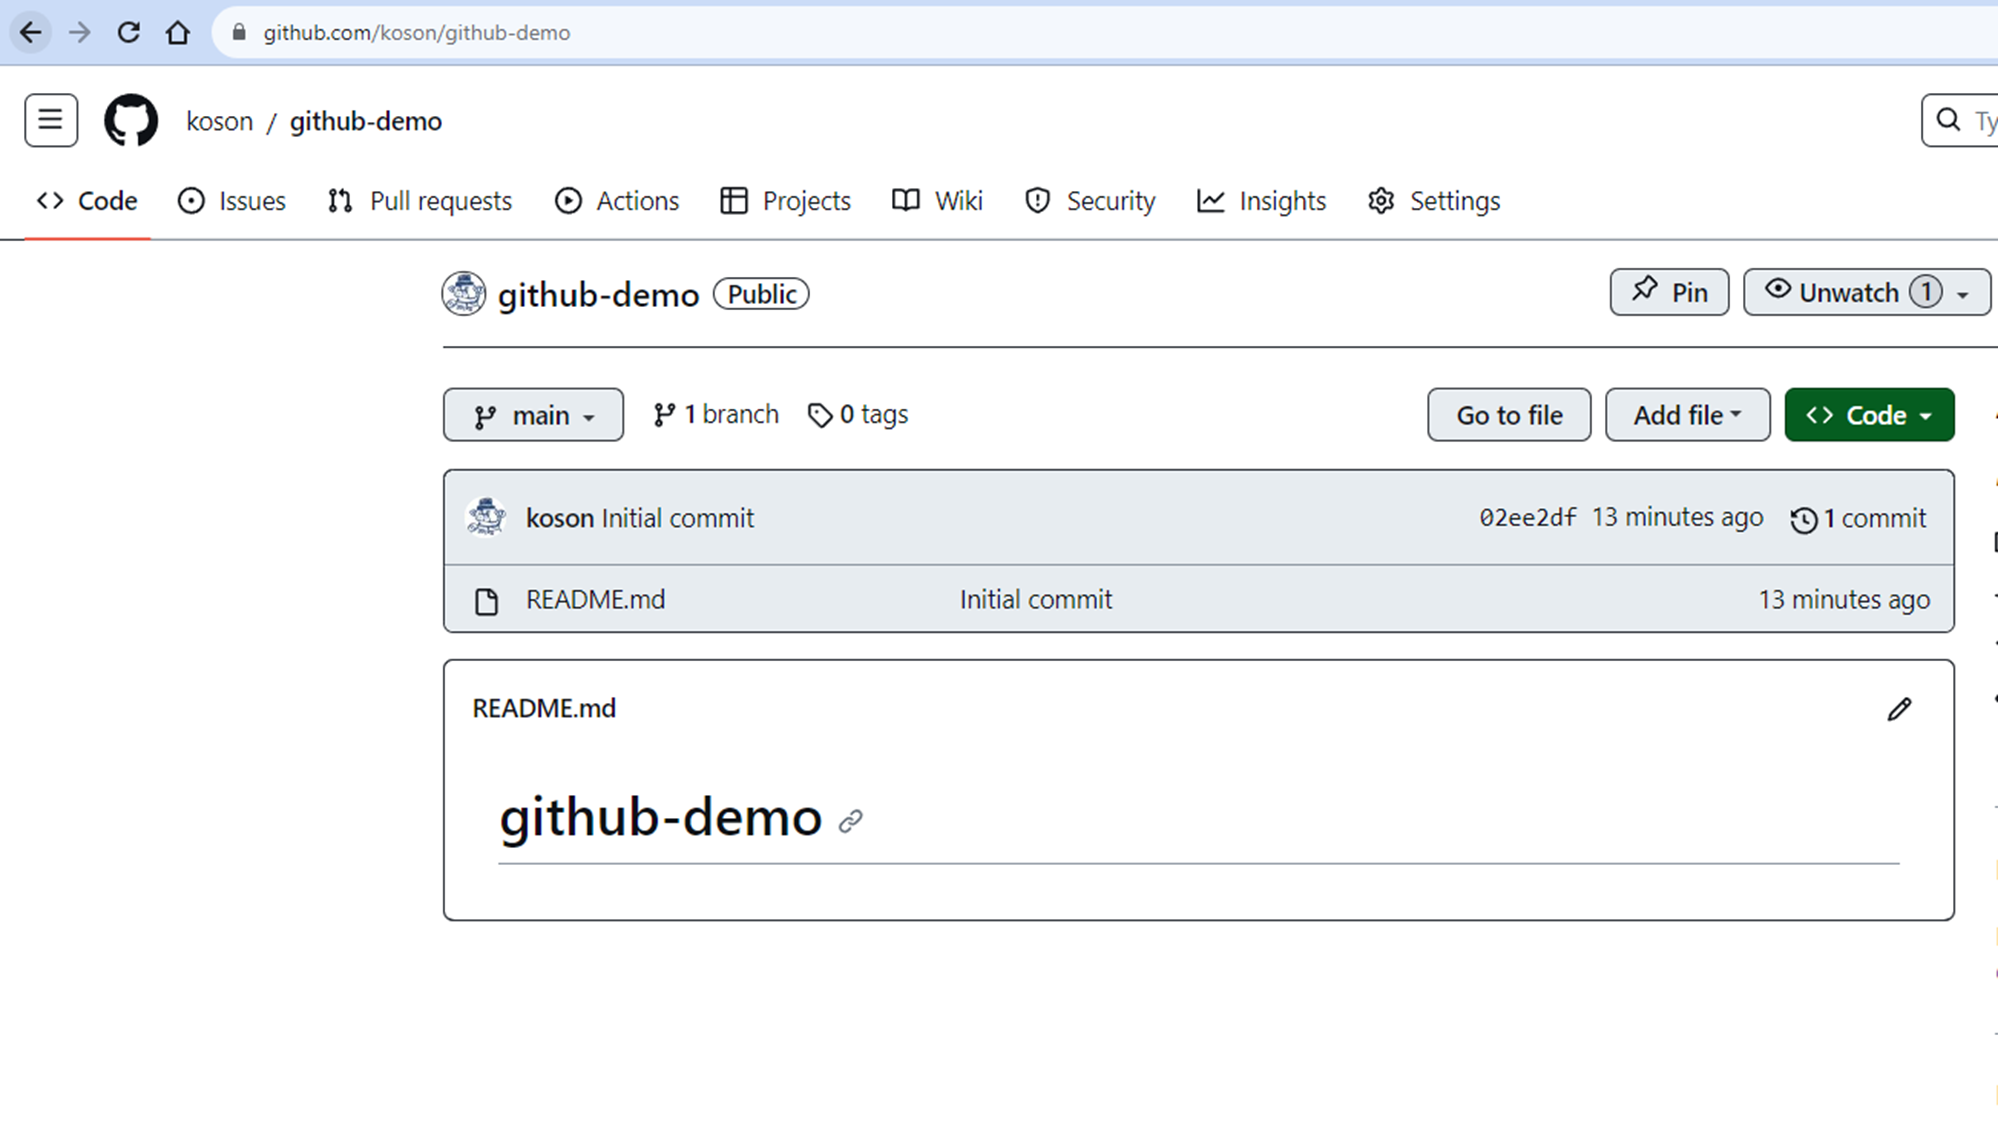 github.com/koson/github-demo
koson / github-demo
Ty
Code Issues Pull requests Actions Projects Wiki Security Insights Settings
github-demo Public Pin Unwatch 1
main 1 branch 0 tags Go to file Add file Code
koson Initial commit 02ee2df 13 minutes ago 1 commit
README.md Initial commit 13 minutes ago
README.md
github-demo